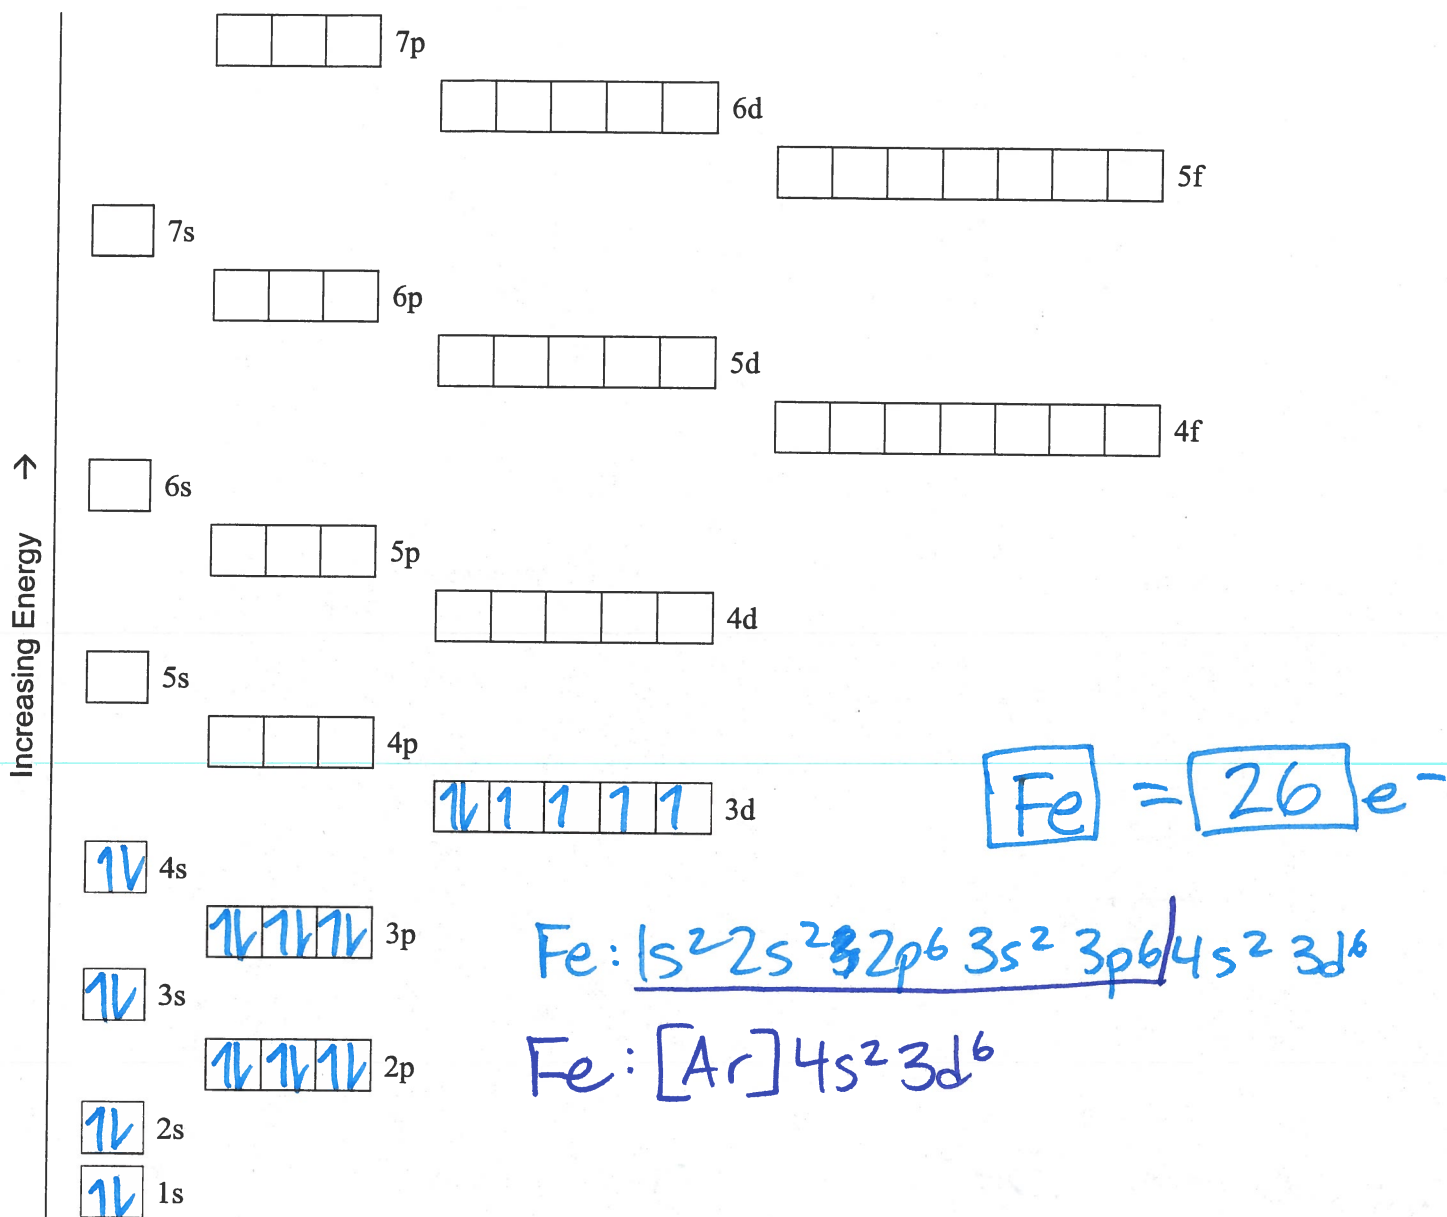 7p
6d
5f
7s
6p
5d
4f
6s
5p
4d
5s
4p
3d
4s
3p
3s
2p
2s
1s
Increasing Energy →
Fe = 26 e⁻
Fe: 1s² 2s² 2p⁶ 3s² 3p⁶ 4s² 3d⁶
Fe: [Ar] 4s² 3d⁶